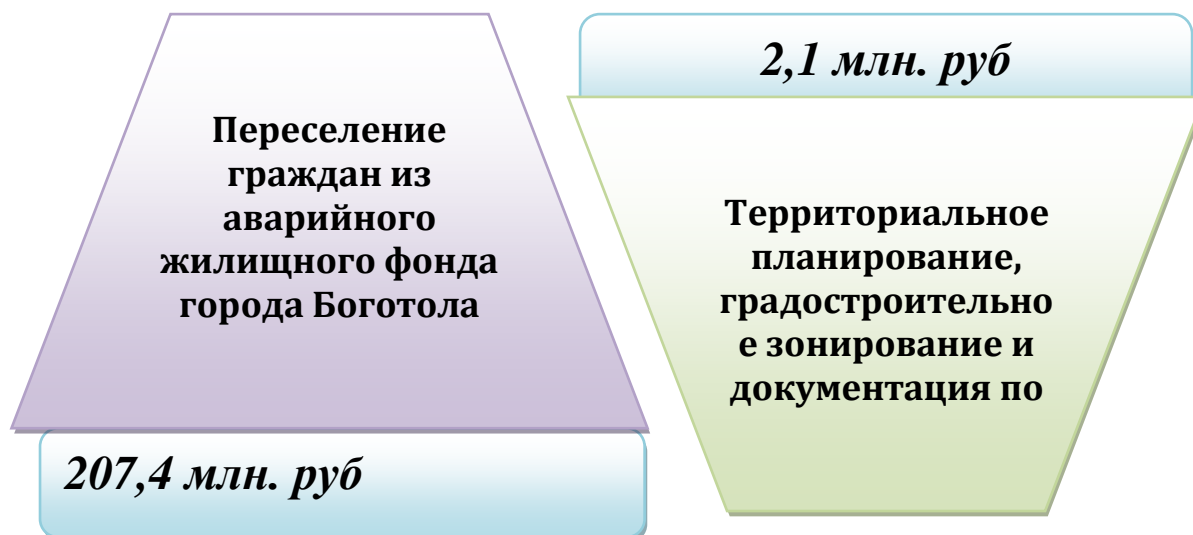 Переселение
граждан из
аварийного
жилищного фонда
города Боготола
207,4 млн. руб
2,1 млн. руб
Территориальное
планирование,
градостроительно
е зонирование и
документация по